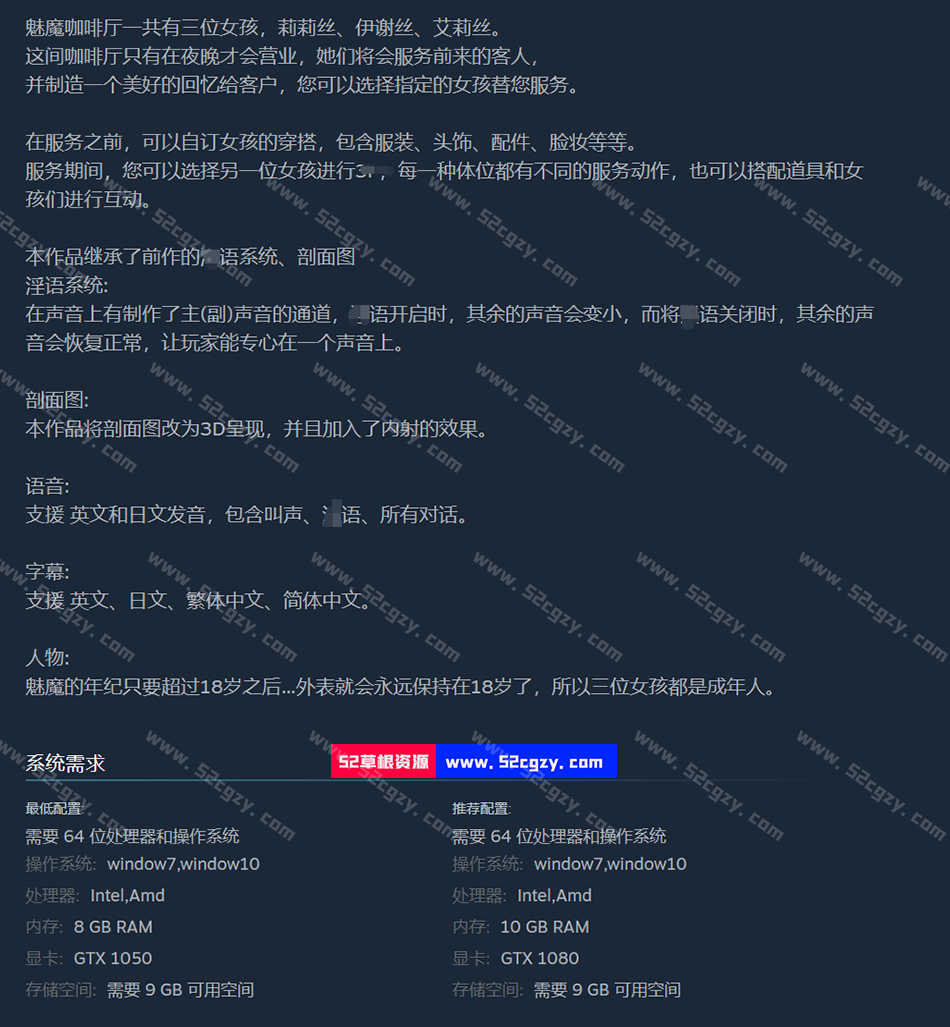 魅魔咖啡厅一共有三位女孩，莉莉丝、伊谢丝、艾莉丝。
这间咖啡厅只有在夜晚才会营业，她们将会服务前来的客人，
并制造一个美好的回忆给客户，您可以选择指定的女孩替您服务。
在服务之前，可以自订女孩的穿搭，包含服装、头饰、配件、脸妆等等。
服务期间，您可以选择另一位女孩进行，每一种体位都有不同的服务动作，也可以搭配道具和女
孩们进行互动。
本作品继承了前作的语系统、剖面图
淫语系统:
在声音上有制作了主(副)声音的通道，语开启时，其余的声音会变小，而将语关闭时，其余的声
音会恢复正常，让玩家能专心在一个声音上。
剖面图:
本作品将剖面图改为3D呈现，并且加入了内射的效果。
语音:
支援 英文和日文发音，包含叫声、语、所有对话。
字幕:
支援 英文、日文、繁体中文、简体中文。
人物:
魅魔的年纪只要超过18岁之后...外表就会永远保持在18岁了，所以三位女孩都是成年人。
系统需求
52草根资源 www.52cgzy.com
最低配置:
需要 64 位处理器和操作系统
操作系统: window7,window10
处理器: Intel,Amd
内存: 8 GB RAM
显卡: GTX 1050
存储空间: 需要 9 GB 可用空间
推荐配置:
需要 64 位处理器和操作系统
操作系统: window7,window10
处理器: Intel,Amd
内存: 10 GB RAM
显卡: GTX 1080
存储空间: 需要 9 GB 可用空间
www.52cgzy.com